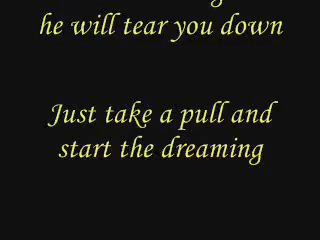 he will tear you down
Just take a pull and
start the dreaming